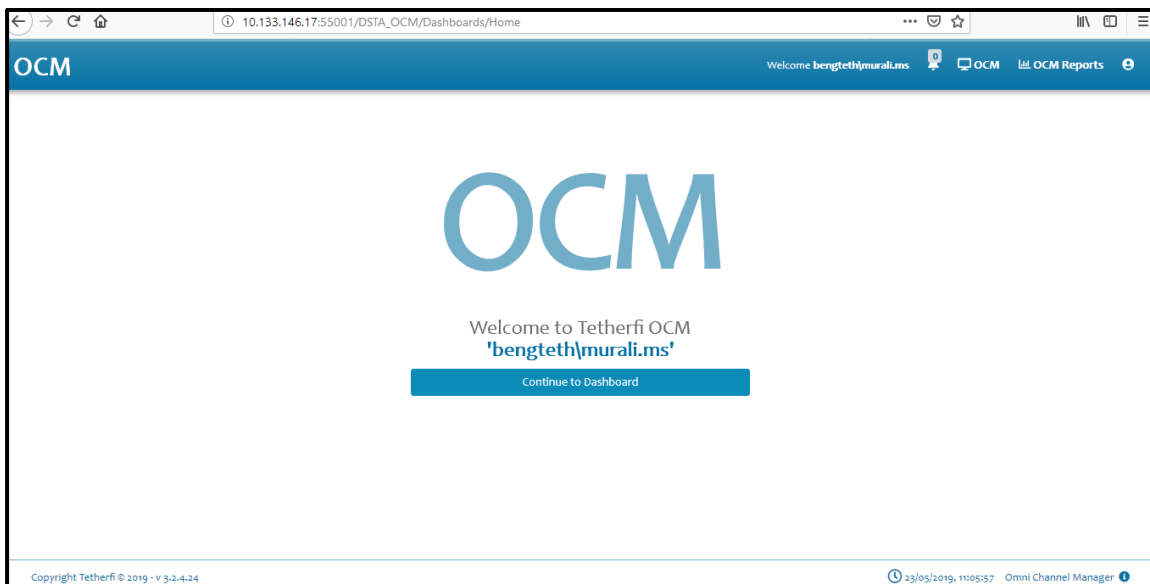 10.133.146.17:55001/DSTA_OCM/Dashboards/Home
OCM Welcome bengteth\murali.ms 0 OCM OCM Reports
OCM
Welcome to Tetherfi OCM
'bengteth\murali.ms'
Continue to Dashboard
Copyright Tetherfi © 2019 - v 3.2.4.24 23/05/2019, 11:05:57 Omni Channel Manager